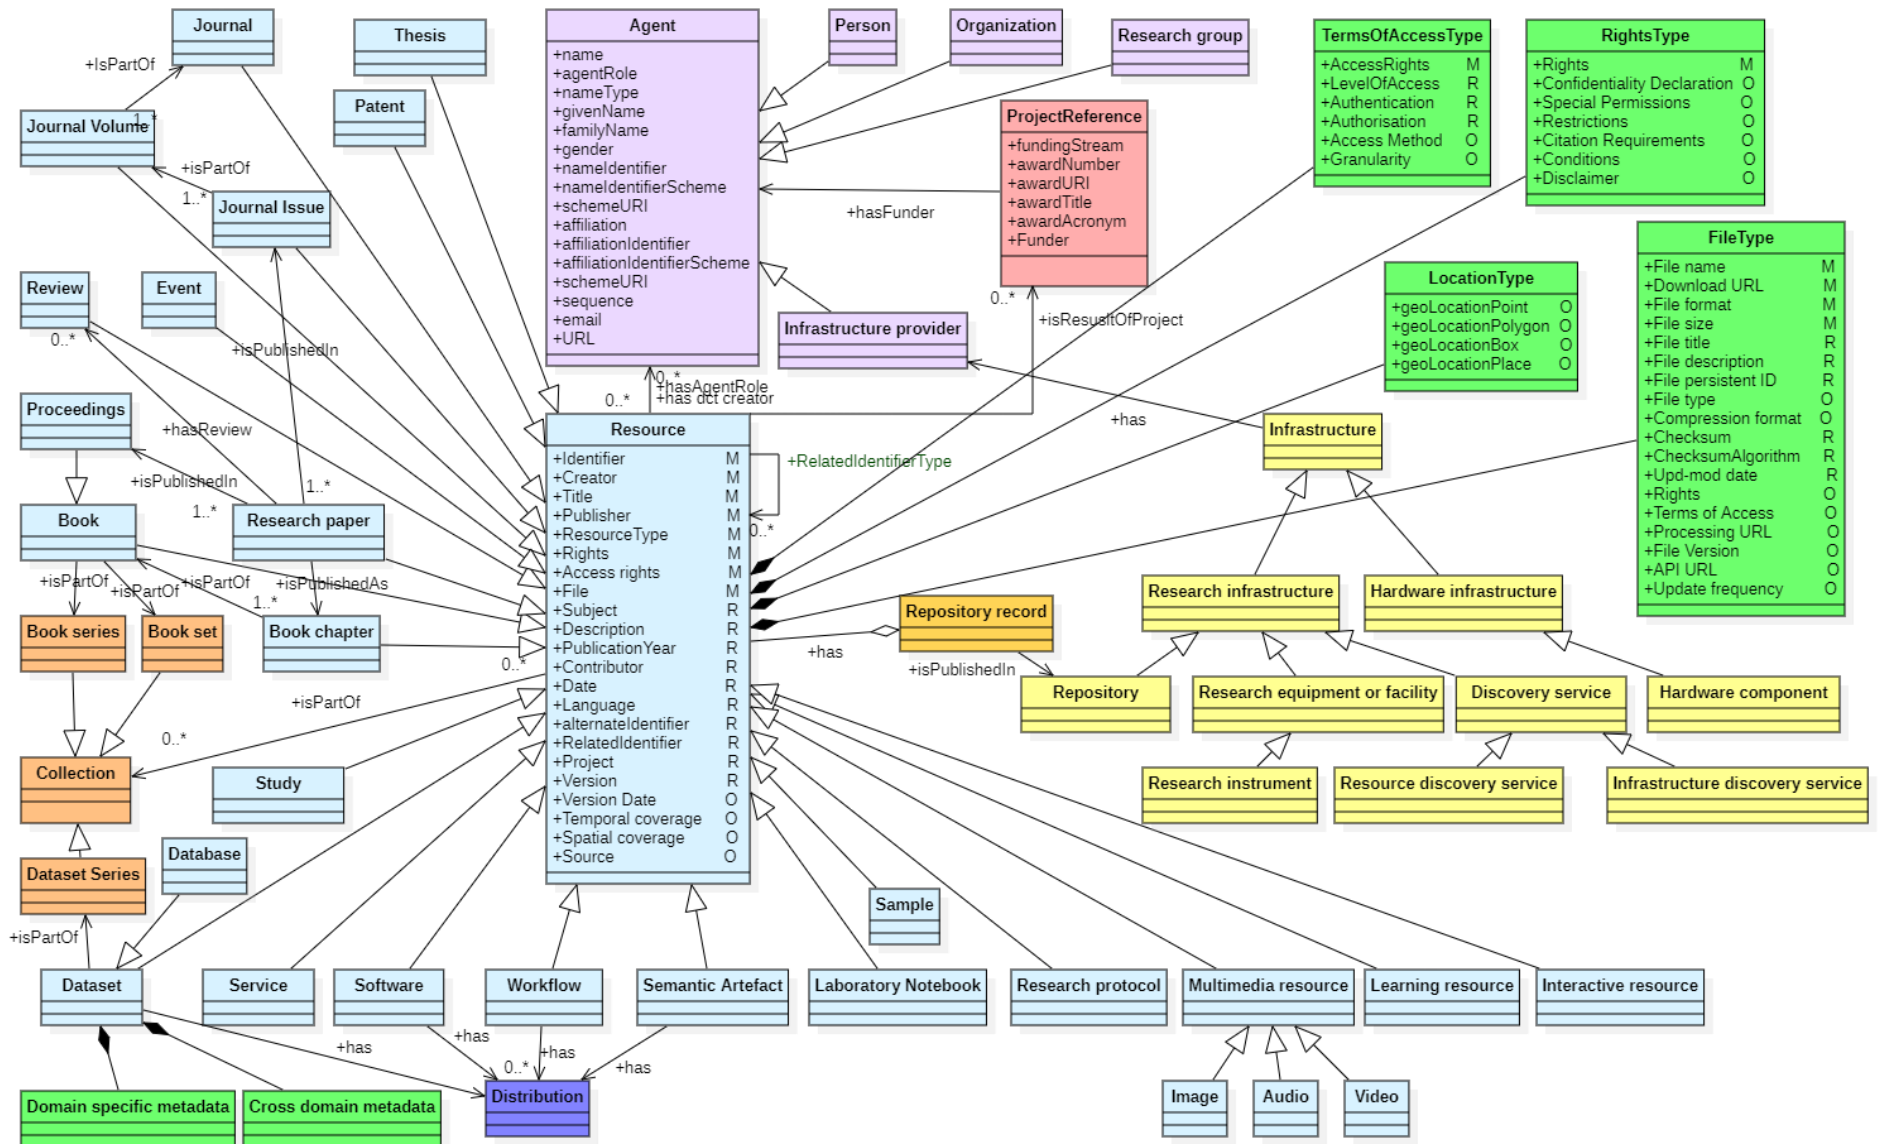 Journal
+IsPartOf
Journal Volume
1..*
+isPartOf
1..*
Journal Issue
Thesis
Patent
Agent
+name
+agentRole
+nameType
+givenName
+familyName
+gender
+nameIdentifier
+nameIdentifierScheme
+schemeURI
+affiliation
+affiliationIdentifier
+affiliationIdentifierScheme
+schemeURI
+sequence
+email
+URL
Person
Organization
Research group
ProjectReference
+fundingStream
+awardNumber
+awardURI
+awardTitle
+awardAcronym
+Funder
+hasFunder
0..*
+isResusltOfProject
Infrastructure provider
TermsOfAccessType
+AccessRights M
+LevelOfAccess R
+Authentication R
+Authorisation R
+Access Method O
+Granularity O
RightsType
+Rights M
+Confidentiality Declaration O
+Special Permissions O
+Restrictions O
+Citation Requirements O
+Conditions O
+Disclaimer O
FileType
+File name M
+Download URL M
+File format M
+File size M
+File title R
+File description R
+File persistent ID R
+File type O
+Compression format O
+Checksum R
+ChecksumAlgorithm R
+Upd-mod date R
+Rights O
+Terms of Access O
+Processing URL O
+File Version O
+API URL O
+Update frequency O
LocationType
+geoLocationPoint O
+geoLocationPolygon O
+geoLocationBox O
+geoLocationPlace O
Review
0..*
Event
+isPublishedIn
Proceedings
+hasReview
+isPublishedIn
1..*
1..*
Book
Research paper
+isPartOf
+isPartOf
+isPartOf
+isPublishedAs
1..*
Book series
Book set
Book chapter
0..*
+isPartOf
0..*
Collection
Study
Database
Dataset Series
+isPartOf
0..*
+hasAgentRole
+has dct creator
0..*
Resource
+Identifier M
+Creator M
+Title M
+Publisher M
+ResourceType M
+Rights M
+Access rights M
+File M
+Subject R
+Description R
+PublicationYear R
+Contributor R
+Date R
+Language R
+alternateIdentifier R
+RelatedIdentifier R
+Project R
+Version R
+Version Date O
+Temporal coverage O
+Spatial coverage O
+Source O
+RelatedIdentifierType
0..*
+has
Repository record
+isPublishedIn
+has
Infrastructure
Research infrastructure
Hardware infrastructure
Repository
Research equipment or facility
Discovery service
Hardware component
Research instrument
Resource discovery service
Infrastructure discovery service
Sample
Dataset
Service
Software
Workflow
Semantic Artefact
Laboratory Notebook
Research protocol
Multimedia resource
Learning resource
Interactive resource
+has
+has
+has
+has
0..*
Distribution
Domain specific metadata
Cross domain metadata
Image
Audio
Video